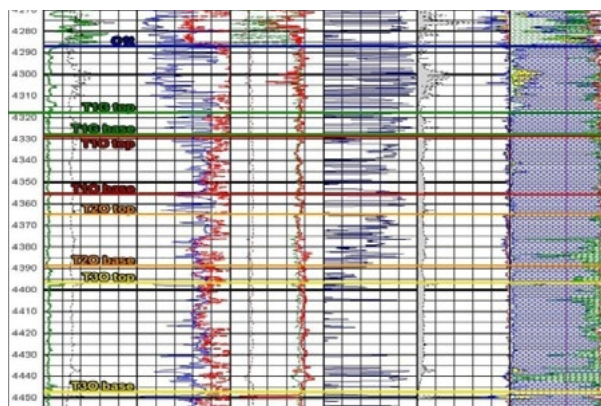 4270
4280
Cſt
4290
4300
4310
T1G top
4320
T1G base
4330
T1O top
4340
4350
T1O base
4360
T2O top
4370
4380
T2O base
4390
T3O top
4400
4410
4420
4430
4440
T3O base
4450